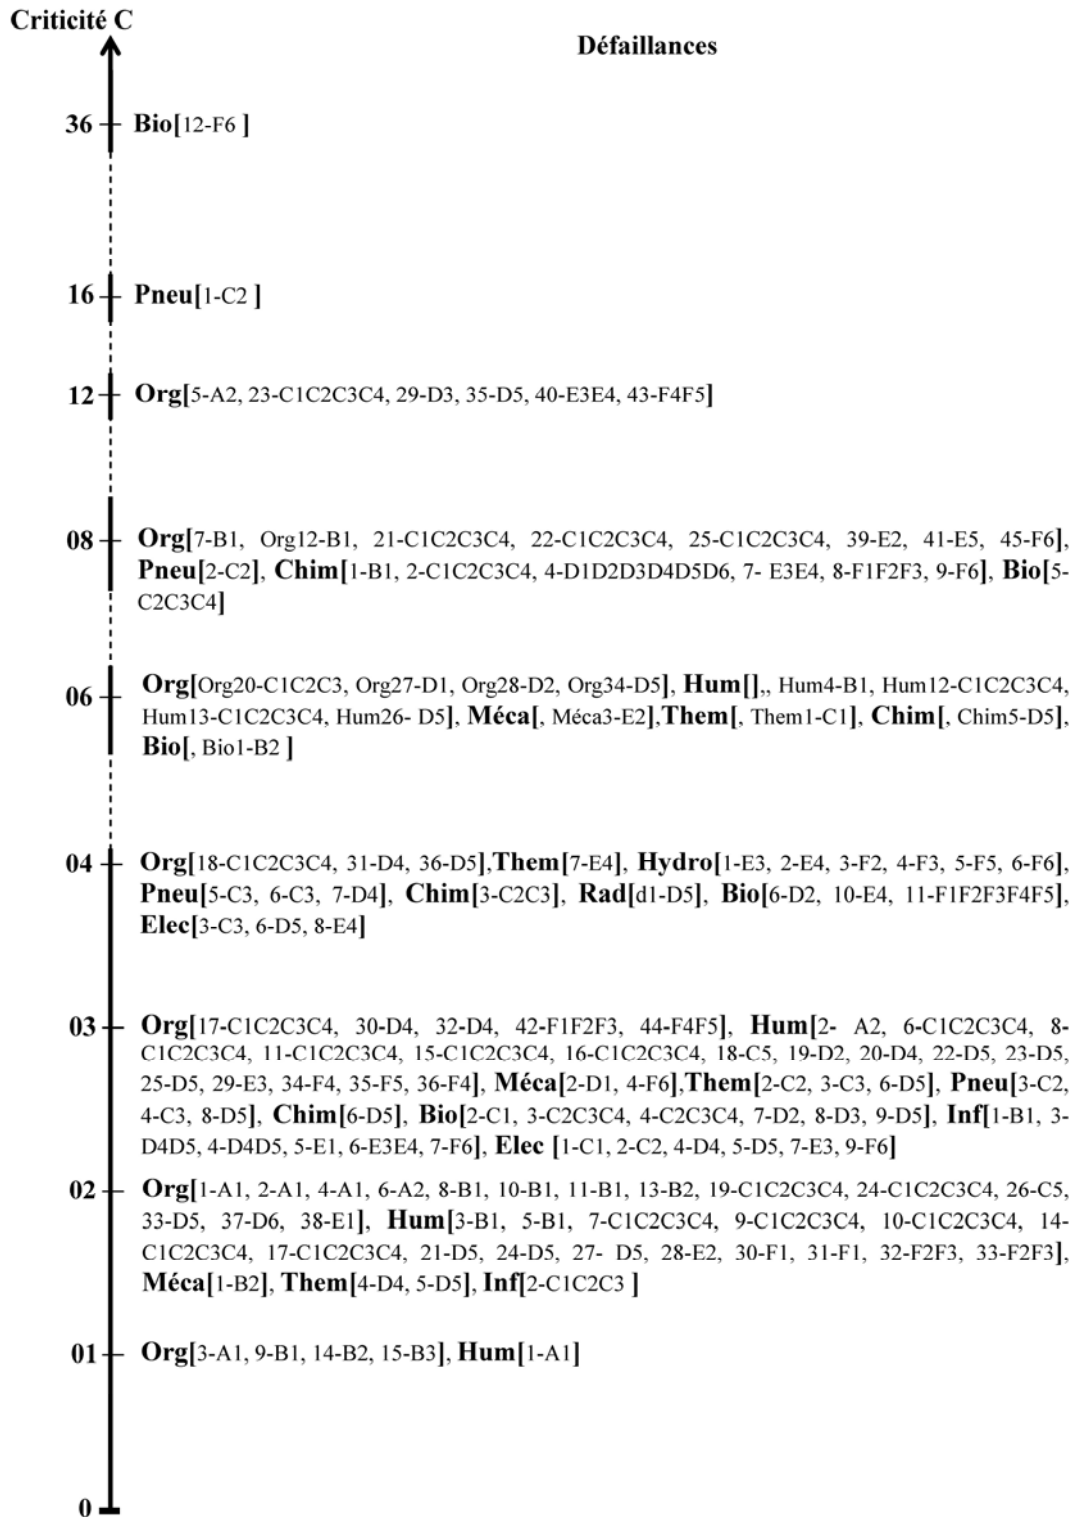 Criticité C
Défaillances
36 Bio[12-F6 ]
16 Pneu[1-C2 ]
12 Org[5-A2, 23-C1C2C3C4, 29-D3, 35-D5, 40-E3E4, 43-F4F5]
08 Org[7-B1, Org12-B1, 21-C1C2C3C4, 22-C1C2C3C4, 25-C1C2C3C4, 39-E2, 41-E5, 45-F6],
Pneu[2-C2], Chim[1-B1, 2-C1C2C3C4, 4-D1D2D3D4D5D6, 7- E3E4, 8-F1F2F3, 9-F6], Bio[5-
C2C3C4]
06 Org[Org20-C1C2C3, Org27-D1, Org28-D2, Org34-D5], Hum[],, Hum4-B1, Hum12-C1C2C3C4,
Hum13-C1C2C3C4, Hum26- D5], Méca[, Méca3-E2],Them[, Them1-C1], Chim[, Chim5-D5],
Bio[, Bio1-B2 ]
04 Org[18-C1C2C3C4, 31-D4, 36-D5],Them[7-E4], Hydro[1-E3, 2-E4, 3-F2, 4-F3, 5-F5, 6-F6],
Pneu[5-C3, 6-C3, 7-D4], Chim[3-C2C3], Rad[d1-D5], Bio[6-D2, 10-E4, 11-F1F2F3F4F5],
Elec[3-C3, 6-D5, 8-E4]
03 Org[17-C1C2C3C4, 30-D4, 32-D4, 42-F1F2F3, 44-F4F5], Hum[2- A2, 6-C1C2C3C4, 8-
C1C2C3C4, 11-C1C2C3C4, 15-C1C2C3C4, 16-C1C2C3C4, 18-C5, 19-D2, 20-D4, 22-D5, 23-D5,
25-D5, 29-E3, 34-F4, 35-F5, 36-F4], Méca[2-D1, 4-F6],Them[2-C2, 3-C3, 6-D5], Pneu[3-C2,
4-C3, 8-D5], Chim[6-D5], Bio[2-C1, 3-C2C3C4, 4-C2C3C4, 7-D2, 8-D3, 9-D5], Inf[1-B1, 3-
D4D5, 4-D4D5, 5-E1, 6-E3E4, 7-F6], Elec [1-C1, 2-C2, 4-D4, 5-D5, 7-E3, 9-F6]
02 Org[1-A1, 2-A1, 4-A1, 6-A2, 8-B1, 10-B1, 11-B1, 13-B2, 19-C1C2C3C4, 24-C1C2C3C4, 26-C5,
33-D5, 37-D6, 38-E1], Hum[3-B1, 5-B1, 7-C1C2C3C4, 9-C1C2C3C4, 10-C1C2C3C4, 14-
C1C2C3C4, 17-C1C2C3C4, 21-D5, 24-D5, 27- D5, 28-E2, 30-F1, 31-F1, 32-F2F3, 33-F2F3],
Méca[1-B2], Them[4-D4, 5-D5], Inf[2-C1C2C3 ]
01 Org[3-A1, 9-B1, 14-B2, 15-B3], Hum[1-A1]
0